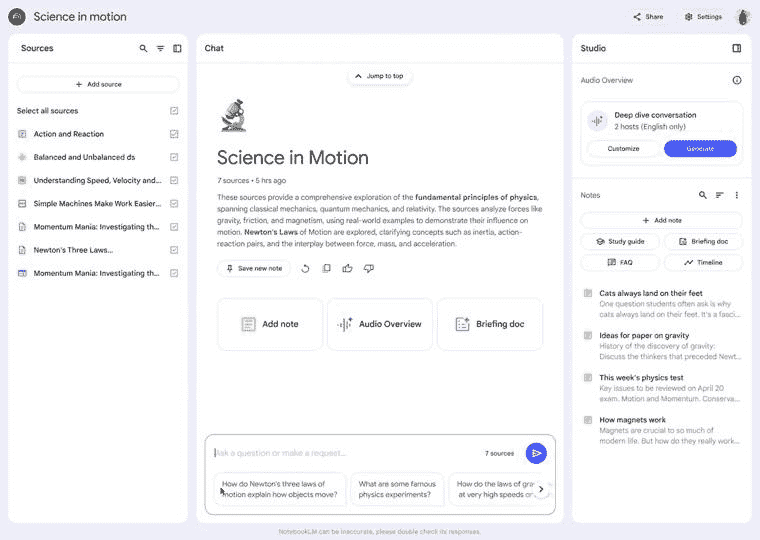 Science in motion
Share
Settings
Sources
Add source
Select all sources
Action and Reaction
Balanced and Unbalanced ds
Understanding Speed, Velocity and...
Simple Machines Make Work Easier...
Momentum Mania: Investigating th...
Newton's Three Laws...
Momentum Mania: Investigating th...
Chat
Jump to top
Science in Motion
7 sources • 5 hrs ago
These sources provide a comprehensive exploration of the fundamental principles of physics,
spanning classical mechanics, quantum mechanics, and relativity. The sources analyze forces like
gravity, friction, and magnetism, using real-world examples to demonstrate their influence on
motion. Newton's Laws of Motion are explored, clarifying concepts such as inertia, action-
reaction pairs, and the interplay between force, mass, and acceleration.
Save new note
Add note
Audio Overview
Briefing doc
Ask a question or make a request...
7 sources
How do Newton's three laws of
motion explain how objects move?
What are some famous
physics experiments?
How do the laws of
at very high speeds
Studio
Audio Overview
Deep dive conversation
2 hosts (English only)
Customize
Generate
Notes
Add note
Study guide
Briefing doc
FAQ
Timeline
Cats always land on their feet
One question students often ask is why
cats always land on their feet. It's a fasci...
Ideas for paper on gravity
History of the discovery of gravity:
Discuss the thinkers that preceded Newt...
This week's physics test
Key issues to be reviewed on April 20
exam. Motion and Momentum. Conserva...
How magnets work
Magnets are crucial to so much of
modern life. But how do they really work...
NotebookLM can be inaccurate, please double check its responses.